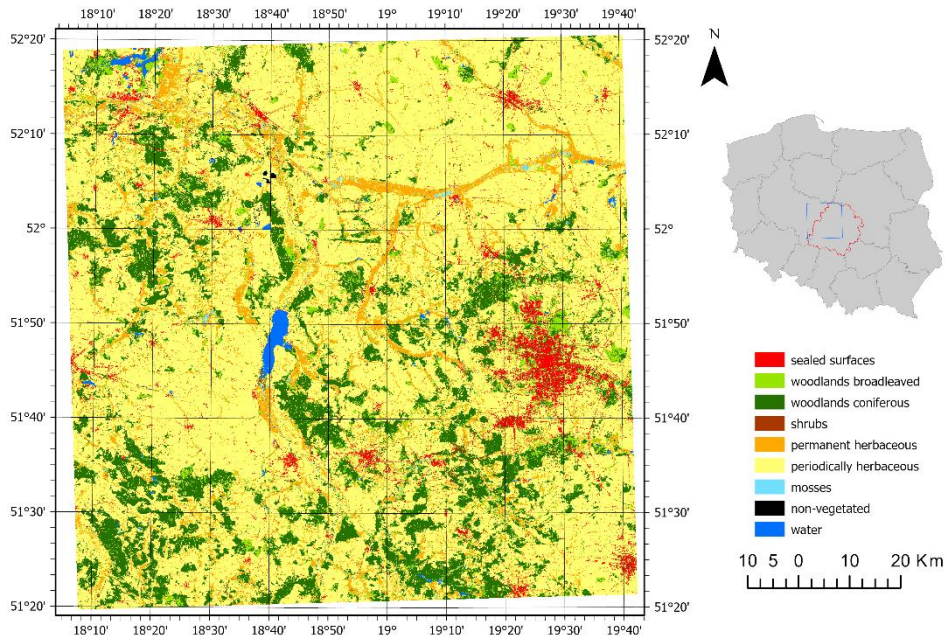 18°10' 18°20' 18°30' 18°40' 18°50' 19° 19°10' 19°20' 19°30' 19°40'
52°20' 52°20'
52°10' 52°10'
52° 52°
51°50' 51°50'
51°40' 51°40'
51°30' 51°30'
51°20' 51°20'
18°10' 18°20' 18°30' 18°40' 18°50' 19° 19°10' 19°20' 19°30' 19°40'
N
sealed surfaces
woodlands broadleaved
woodlands coniferous
shrubs
permanent herbaceous
periodically herbaceous
mosses
non-vegetated
water
10 5 0 10 20 Km